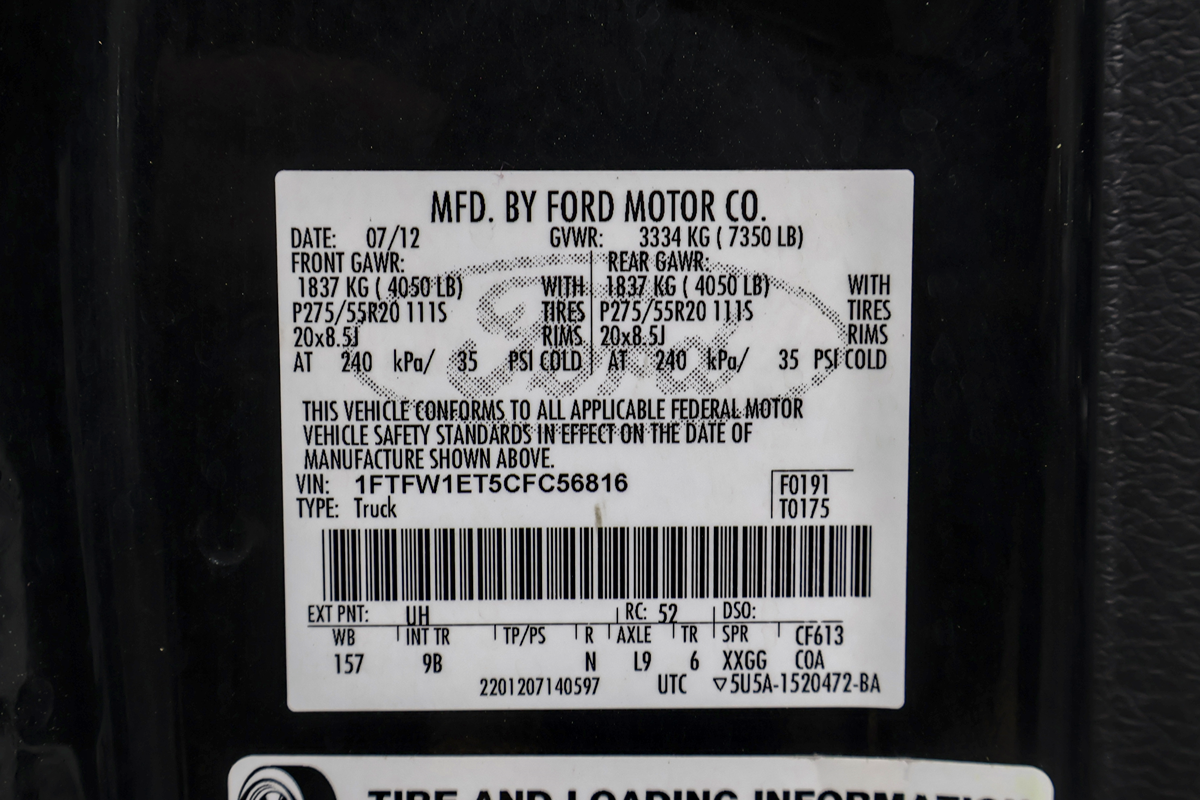 MFD. BY FORD MOTOR CO.
DATE: 07/12 GVWR: 3334 KG ( 7350 LB)
FRONT GAWR: REAR GAWR:
1837 KG ( 4050 LB) WITH 1837 KG ( 4050 LB) WITH
P275/55R20 111S TIRES P275/55R20 111S TIRES
20x8.5J RIMS 20x8.5J RIMS
AT 240 kPa/ 35 PSI COLD AT 240 kPa/ 35 PSI COLD
Ford
THIS VEHICLE CONFORMS TO ALL APPLICABLE FEDERAL MOTOR
VEHICLE SAFETY STANDARDS IN EFFECT ON THE DATE OF
MANUFACTURE SHOWN ABOVE.
VIN: 1FTFW1ET5CFC56816 F0191
TYPE: Truck T0175
EXT PNT: UH RC: 52 DSO:
WB INT TR TP/PS R AXLE TR SPR CF613
157 9B N L9 6 XXGG COA
2201207140597 UTC ▽5U5A-1520472-BA
TIRE AND LOADING INFORMATION